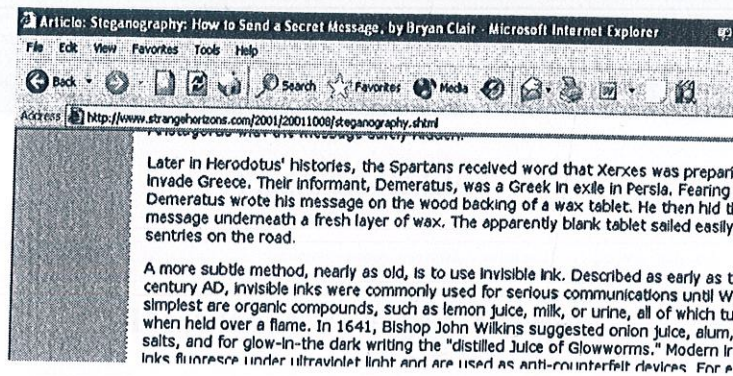 Article: Steganography: How to Send a Secret Message, by Bryan Clair - Microsoft Internet Explorer
File Edit View Favorites Tools Help
Back Search Favorites Media
Address http://www.strangehorizons.com/2001/20011008/steganography.shtml
Later in Herodotus' histories, the Spartans received word that Xerxes was prepari
invade Greece. Their informant, Demeratus, was a Greek in exile in Persia. Fearing
Demeratus wrote his message on the wood backing of a wax tablet. He then hid t
message underneath a fresh layer of wax. The apparently blank tablet sailed easily
sentries on the road.
A more subtle method, nearly as old, is to use invisible ink. Described as early as t
century AD, invisible inks were commonly used for serious communications until W
simplest are organic compounds, such as lemon juice, milk, or urine, all of which tu
when held over a flame. In 1641, Bishop John Wilkins suggested onion juice, alum,
salts, and for glow-in-the dark writing the "distilled Juice of Glowworms." Modern in
inks fluoresce under ultraviolet light and are used as anti-counterfeit devices. For e